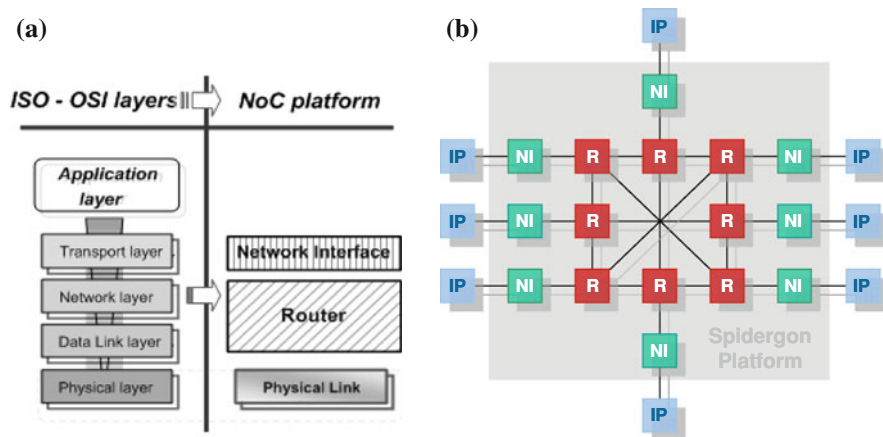 (a)
ISO - OSI layers
NoC platform
Application
layer
Transport layer
Network Interface
Network layer
Router
Data Link layer
Physical layer
Physical Link
(b)
IP
NI
IP NI R R R NI IP
IP NI R R NI IP
IP NI R R R NI IP
NI
Spidergon
Platform
IP